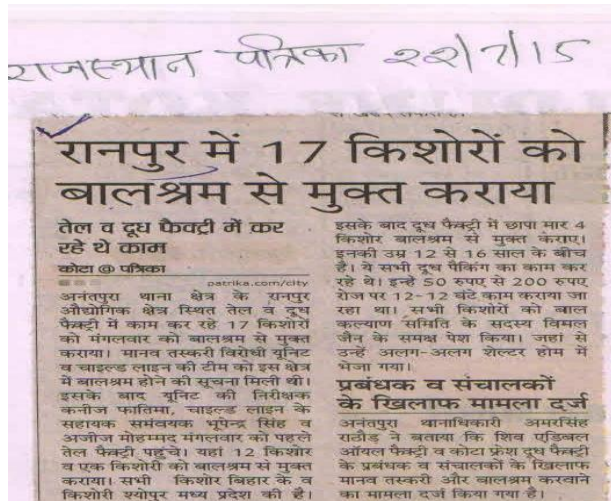 राजस्थान पत्रिका २२/7/15
रानपुर में 17 किशोरों को
बालश्रम से मुक्त कराया
तेल व दूध फैक्ट्री में कर
रहे थे काम
कोटा @ पत्रिका
patrika.com/city
अनंतपुरा थाना क्षेत्र के रानपुर
औद्योगिक क्षेत्र स्थित तेल व दूध
फैक्ट्री में काम कर रहे 17 किशोरों
को मंगलवार को बालश्रम से मुक्त
कराया। मानव तस्करी विरोधी यूनिट
व चाइल्ड लाइन की टीम को इस क्षेत्र
में बालश्रम होने की सूचना मिली थी।
इसके बाद यूनिट की निरीक्षक
कनीज फातिमा, चाइल्ड लाइन के
सहायक समंवयक भूपेन्द्र सिंह व
अजीज मोहम्मद मंगलवार को पहले
तेल फैक्ट्री पहुंचे। यहां 12 किशोर
व एक किशोरी को बालश्रम से मुक्त
कराया। सभी किशोर बिहार के व
किशोरी श्योपुर मध्य प्रदेश की है।
इसके बाद दूध फैक्ट्री में छापा मार 4
किशोर बालश्रम से मुक्त कराए।
इनकी उम्र 12 से 16 साल के बीच
है। ये सभी दूध पैकिंग का काम कर
रहे थे। इन्हें 50 रुपए से 200 रुपए
रोज पर 12-12 घंटे काम कराया जा
रहा था। सभी किशोरों को बाल
कल्याण समिति के सदस्य विमल
जैन के समक्ष पेश किया। जहां से
उन्हें अलग-अलग शेल्टर होम में
भेजा गया।
प्रबंधक व संचालकों
के खिलाफ मामला दर्ज
अनंतपुरा थानाधिकारी अमरसिंह
राठौड़ ने बताया कि शिव एडिबल
ऑयल फैक्ट्री व कोटा फ्रेश दूध फैक्ट्री
के प्रबंधक व संचालकों के खिलाफ
मानव तस्करी और बालश्रम करवाने
का मामला दर्ज किया गया है।